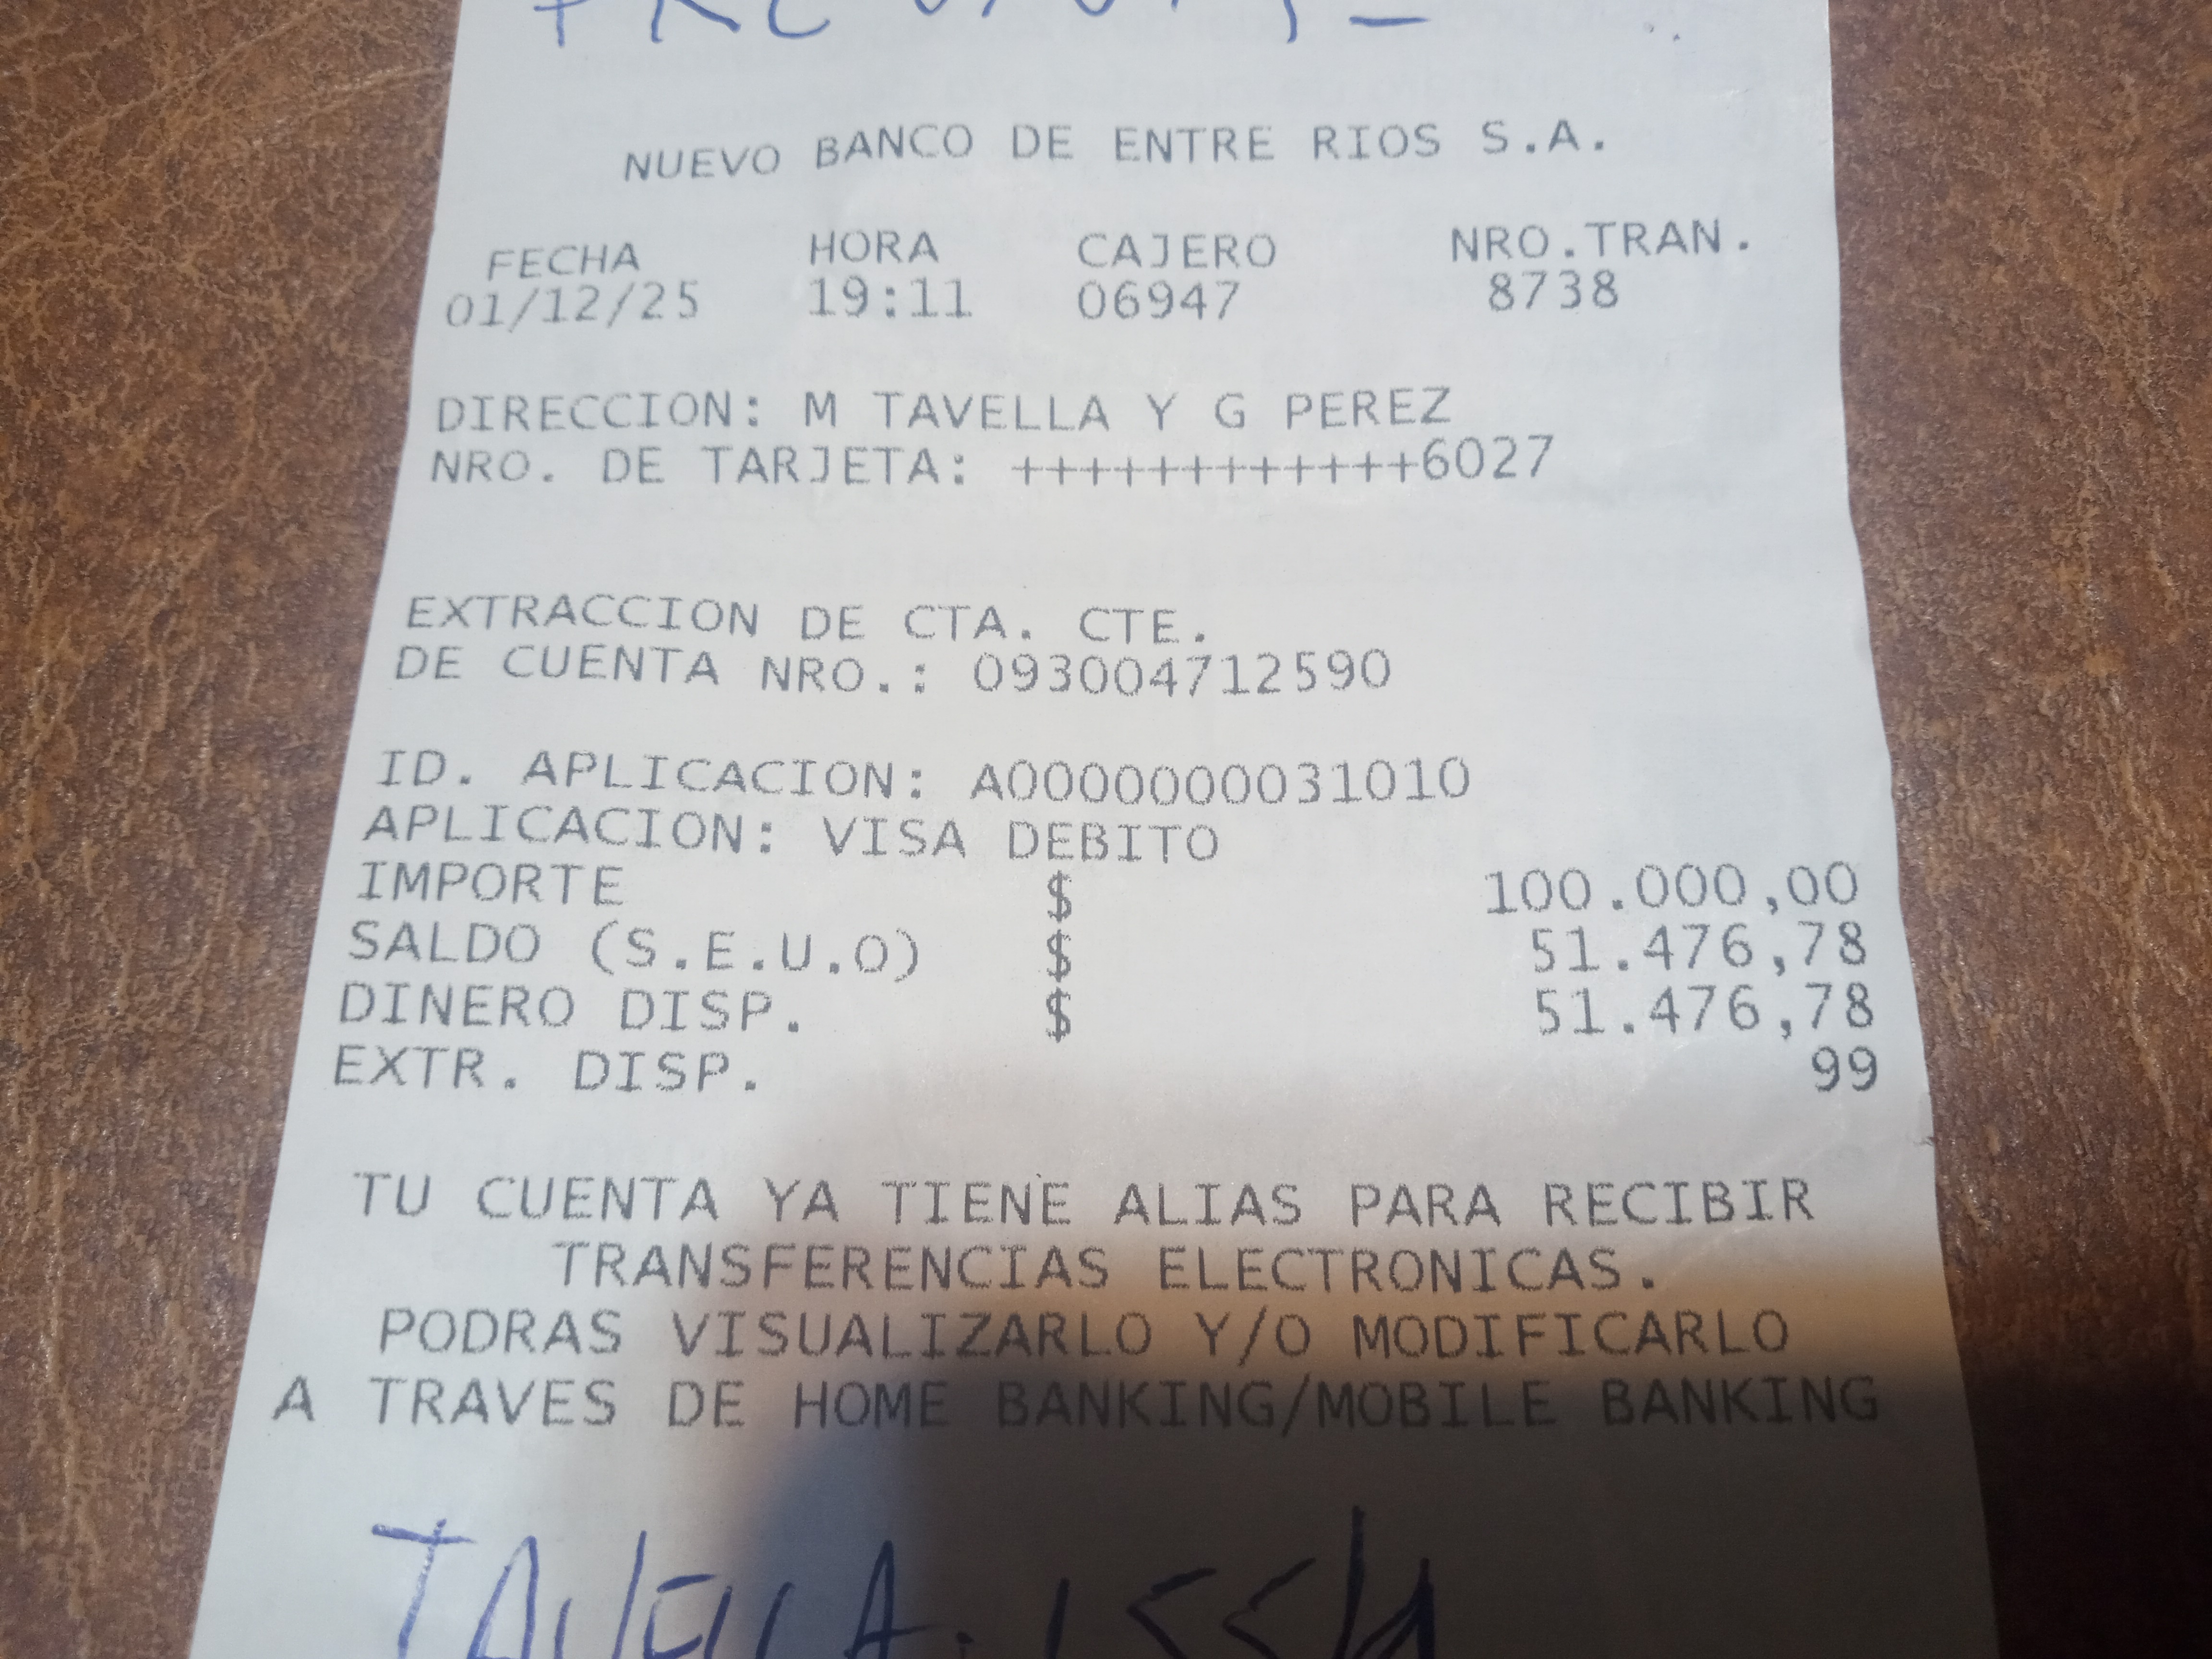 NUEVO BANCO DE ENTRE RIOS S.A.
FECHA HORA CAJERO NRO.TRAN.
01/12/25 19:11 06947 8738
DIRECCION: M TAVELLA Y G PEREZ
NRO. DE TARJETA: ++++++++++++6027
EXTRACCION DE CTA. CTE.
DE CUENTA NRO.: 093004712590
ID. APLICACION: A0000000031010
APLICACION: VISA DEBITO
IMPORTE $ 100.000,00
SALDO (S.E.U.O) $ 51.476,78
DINERO DISP. $ 51.476,78
EXTR. DISP. 99
TU CUENTA YA TIENE ALIAS PARA RECIBIR
TRANSFERENCIAS ELECTRONICAS.
PODRAS VISUALIZARLO Y/O MODIFICARLO
A TRAVES DE HOME BANKING/MOBILE BANKING
TAVELLA.